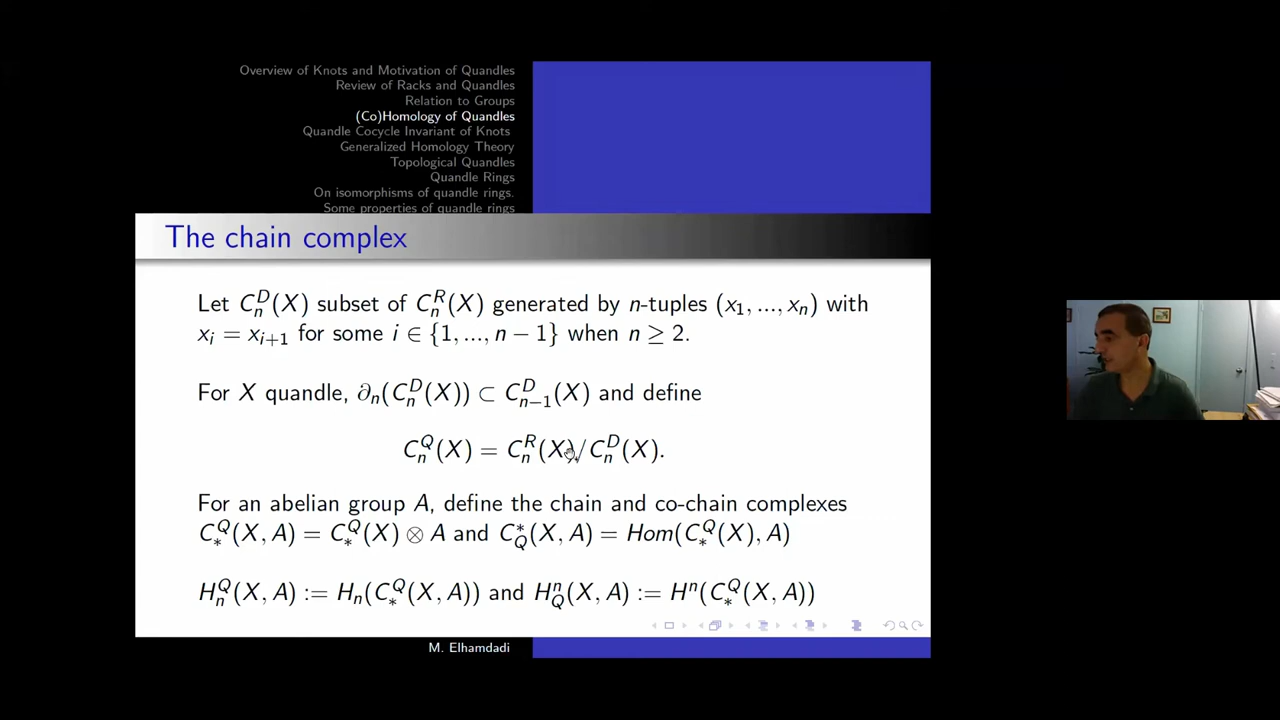 Overview of Knots and Motivation of Quandles
Review of Racks and Quandles
Relation to Groups
(Co)Homology of Quandles
Quandle Cocycle Invariant of Knots
Generalized Homology Theory
Topological Quandles
Quandle Rings
On isomorphisms of quandle rings.
Some properties of quandle rings
The chain complex
Let C_n^D(X) subset of C_n^R(X) generated by n-tuples (x_1, ..., x_n) with
x_i = x_{i+1} for some i ∈ {1, ..., n − 1} when n ≥ 2.
For X quandle, ∂_n(C_n^D(X)) ⊂ C_{n−1}^D(X) and define
C_n^Q(X) = C_n^R(X)/C_n^D(X).
For an abelian group A, define the chain and co-chain complexes
C_*^Q(X, A) = C_*^Q(X) ⊗ A and C_Q^*(X, A) = Hom(C_*^Q(X), A)
H_n^Q(X, A) := H_n(C_*^Q(X, A)) and H_Q^n(X, A) := H^n(C_*^Q(X, A))
M. Elhamdadi